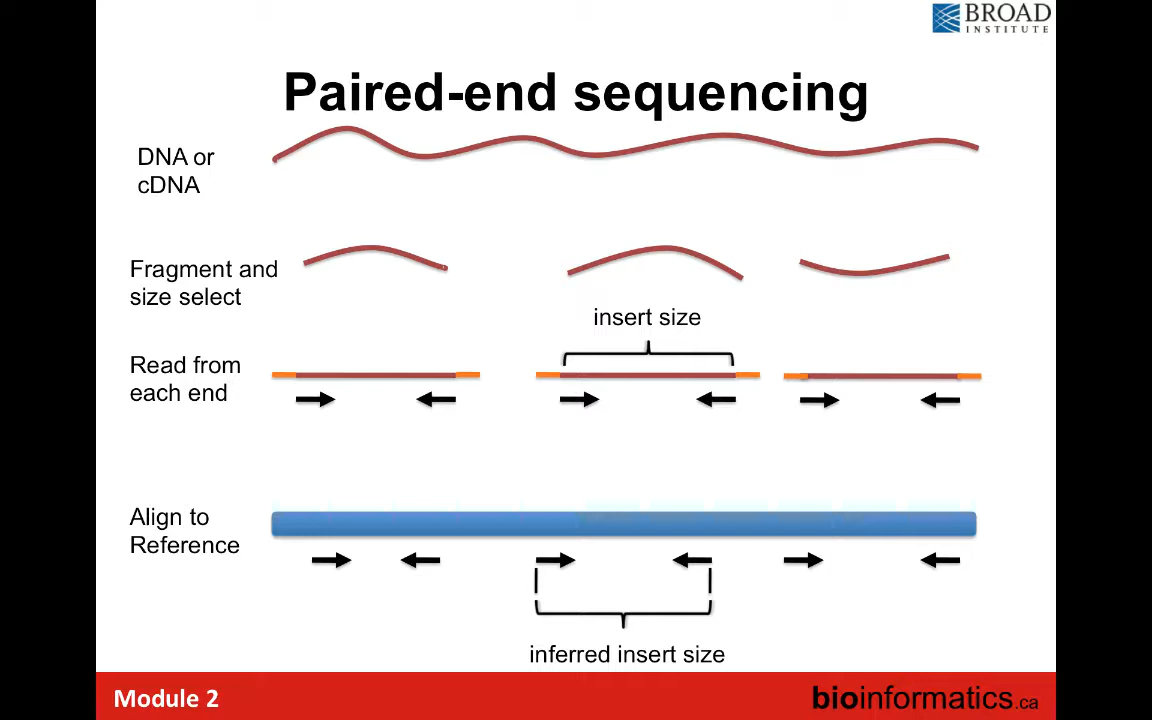 BROAD
INSTITUTE
Paired-end sequencing
DNA or
cDNA
Fragment and
size select
insert size
Read from
each end
Align to
Reference
inferred insert size
Module 2
bioinformatics.ca